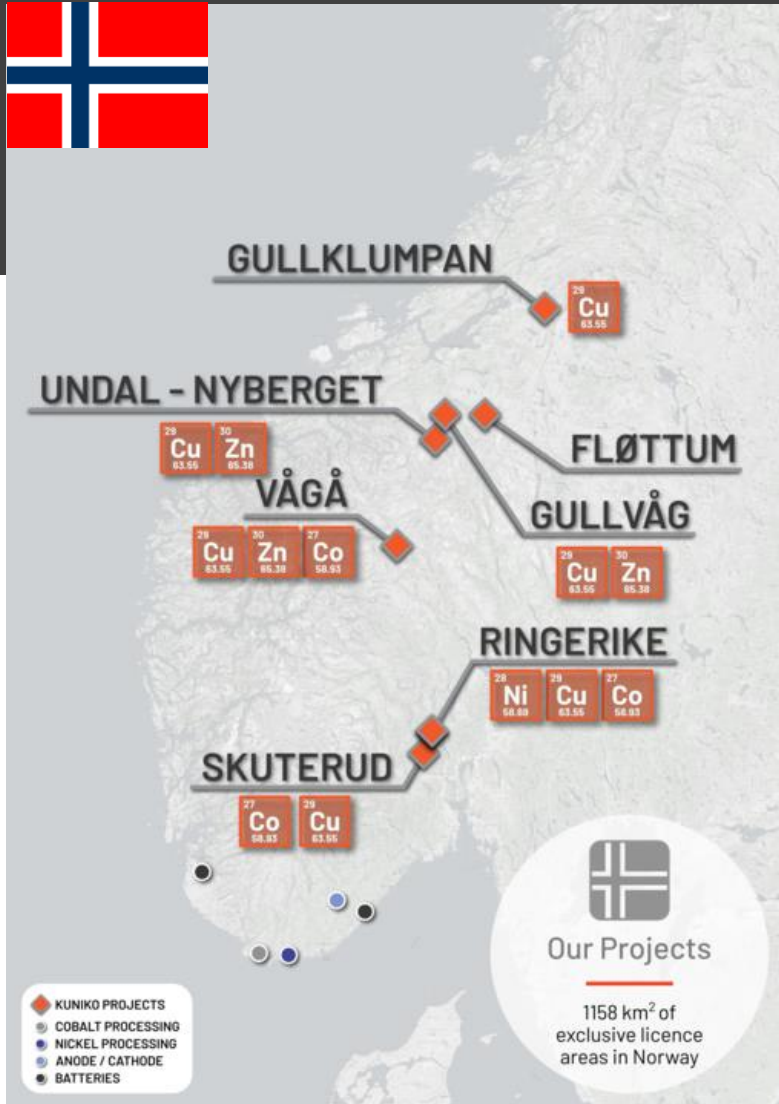 GULLKLUMPAN
29
Cu
63.55
UNDAL - NYBERGET
29 30
Cu Zn
63.55 65.38
FLØTTUM
VÅGÅ
29 30 27
Cu Zn Co
63.55 65.38 58.93
GULLVÅG
29 30
Cu Zn
63.55 65.38
RINGERIKE
28 29 27
Ni Cu Co
58.69 63.55 58.93
SKUTERUD
27 29
Co Cu
58.93 63.55
Our Projects
1158 km² of
exclusive licence
areas in Norway
KUNIKO PROJECTS
COBALT PROCESSING
NICKEL PROCESSING
ANODE / CATHODE
BATTERIES